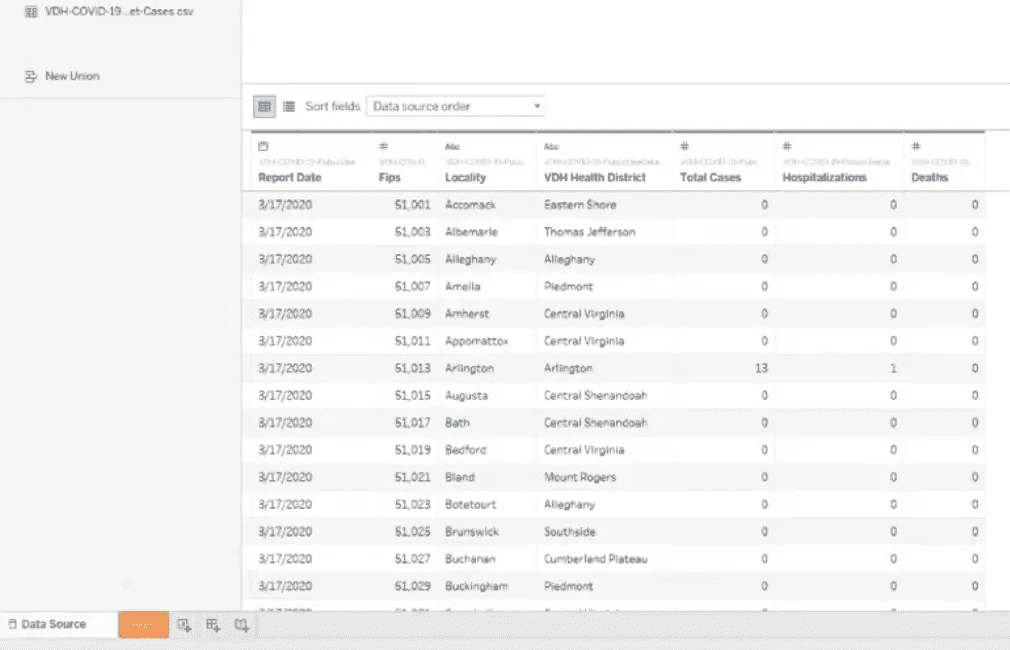 VDH-COVID-19...et-Cases.csv
New Union
Sort fields Data source order
Abc Abc
Report Date Fips Locality VDH Health District Total Cases Hospitalizations Deaths
3/17/2020 51,001 Accomack Eastern Shore 0 0 0
3/17/2020 51,003 Albemarle Thomas Jefferson 0 0 0
3/17/2020 51,005 Alleghany Alleghany 0 0 0
3/17/2020 51,007 Amelia Piedmont 0 0 0
3/17/2020 51,009 Amherst Central Virginia 0 0 0
3/17/2020 51,011 Appomattox Central Virginia 0 0 0
3/17/2020 51,013 Arlington Arlington 13 1 0
3/17/2020 51,015 Augusta Central Shenandoah 0 0 0
3/17/2020 51,017 Bath Central Shenandoah 0 0 0
3/17/2020 51,019 Bedford Central Virginia 0 0 0
3/17/2020 51,021 Bland Mount Rogers 0 0 0
3/17/2020 51,023 Botetourt Alleghany 0 0 0
3/17/2020 51,025 Brunswick Southside 0 0 0
3/17/2020 51,027 Buchanan Cumberland Plateau 0 0 0
3/17/2020 51,029 Buckingham Piedmont 0 0 0
Data Source